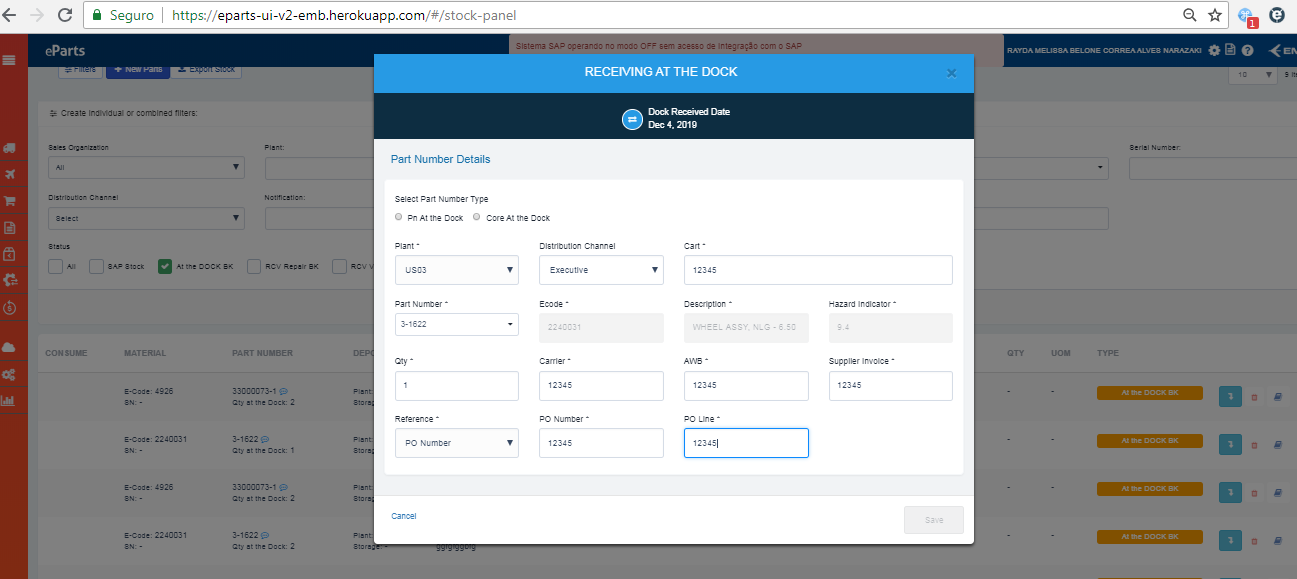 Seguro https://eparts-ui-v2-emb.herokuapp.com/#/stock-panel
1
eParts
Sistema SAP operando no modo OFF sem acesso de integração com o SAP
RAYDA MELISSA BELONE CORREA ALVES NARAZAKI
Filters
New Parts
Export Stock
10
Create individual or combined filters:
Sales Organization
All
Plant:
Serial Number:
Distribution Channel
Select
Notification:
Status
All
SAP Stock
At the DOCK BK
RCV Repair BK
RCV V
CONSUME MATERIAL PART NUMBER DEPO QTY UOM TYPE
E-Code: 4926 33000073-1 Plant: - - At the DOCK BK
SN: - Qty at the Dock: 2 Storag
E-Code: 2240031 3-1622 Plant: - - At the DOCK BK
SN: - Qty at the Dock: 1 Storag
E-Code: 4926 33000073-1 Plant: - - At the DOCK BK
SN: - Qty at the Dock: 2 Storag
E-Code: 2240031 3-1622 Plant: - - At the DOCK BK
SN: - Qty at the Dock: 2 Storage: -
RECEIVING AT THE DOCK
×
Dock Received Date
Dec 4, 2019
Part Number Details
Select Part Number Type
Pn At the Dock Core At the Dock
Plant * Distribution Channel Cart *
US03 Executive 12345
Part Number * Ecode * Description * Hazard Indicator *
3-1622 2240031 WHEEL ASSY, NLG - 6.50 9.4
Qty * Carrier * AWB * Supplier Invoice *
1 12345 12345 12345
Reference * PO Number * PO Line *
PO Number 12345 12345
Cancel Save